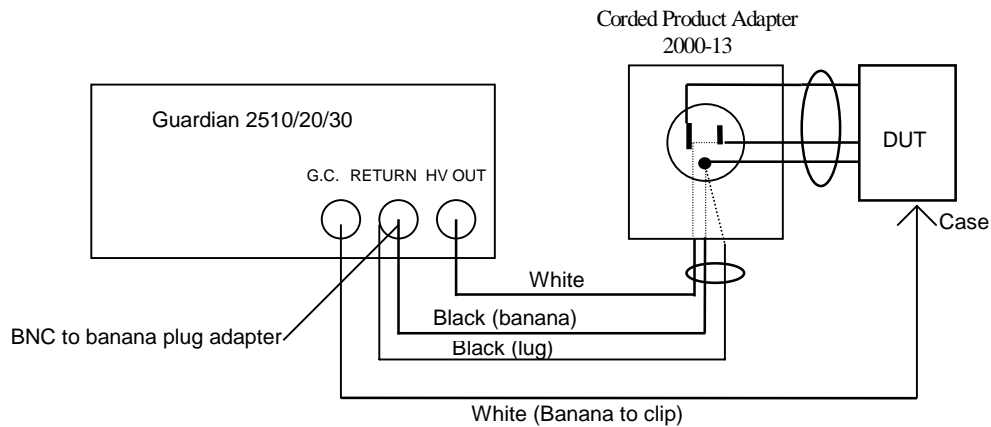 Corded Product Adapter
2000-13
Guardian 2510/20/30
DUT
G.C. RETURN HV OUT
Case
White
Black (banana)
BNC to banana plug adapter
Black (lug)
White (Banana to clip)